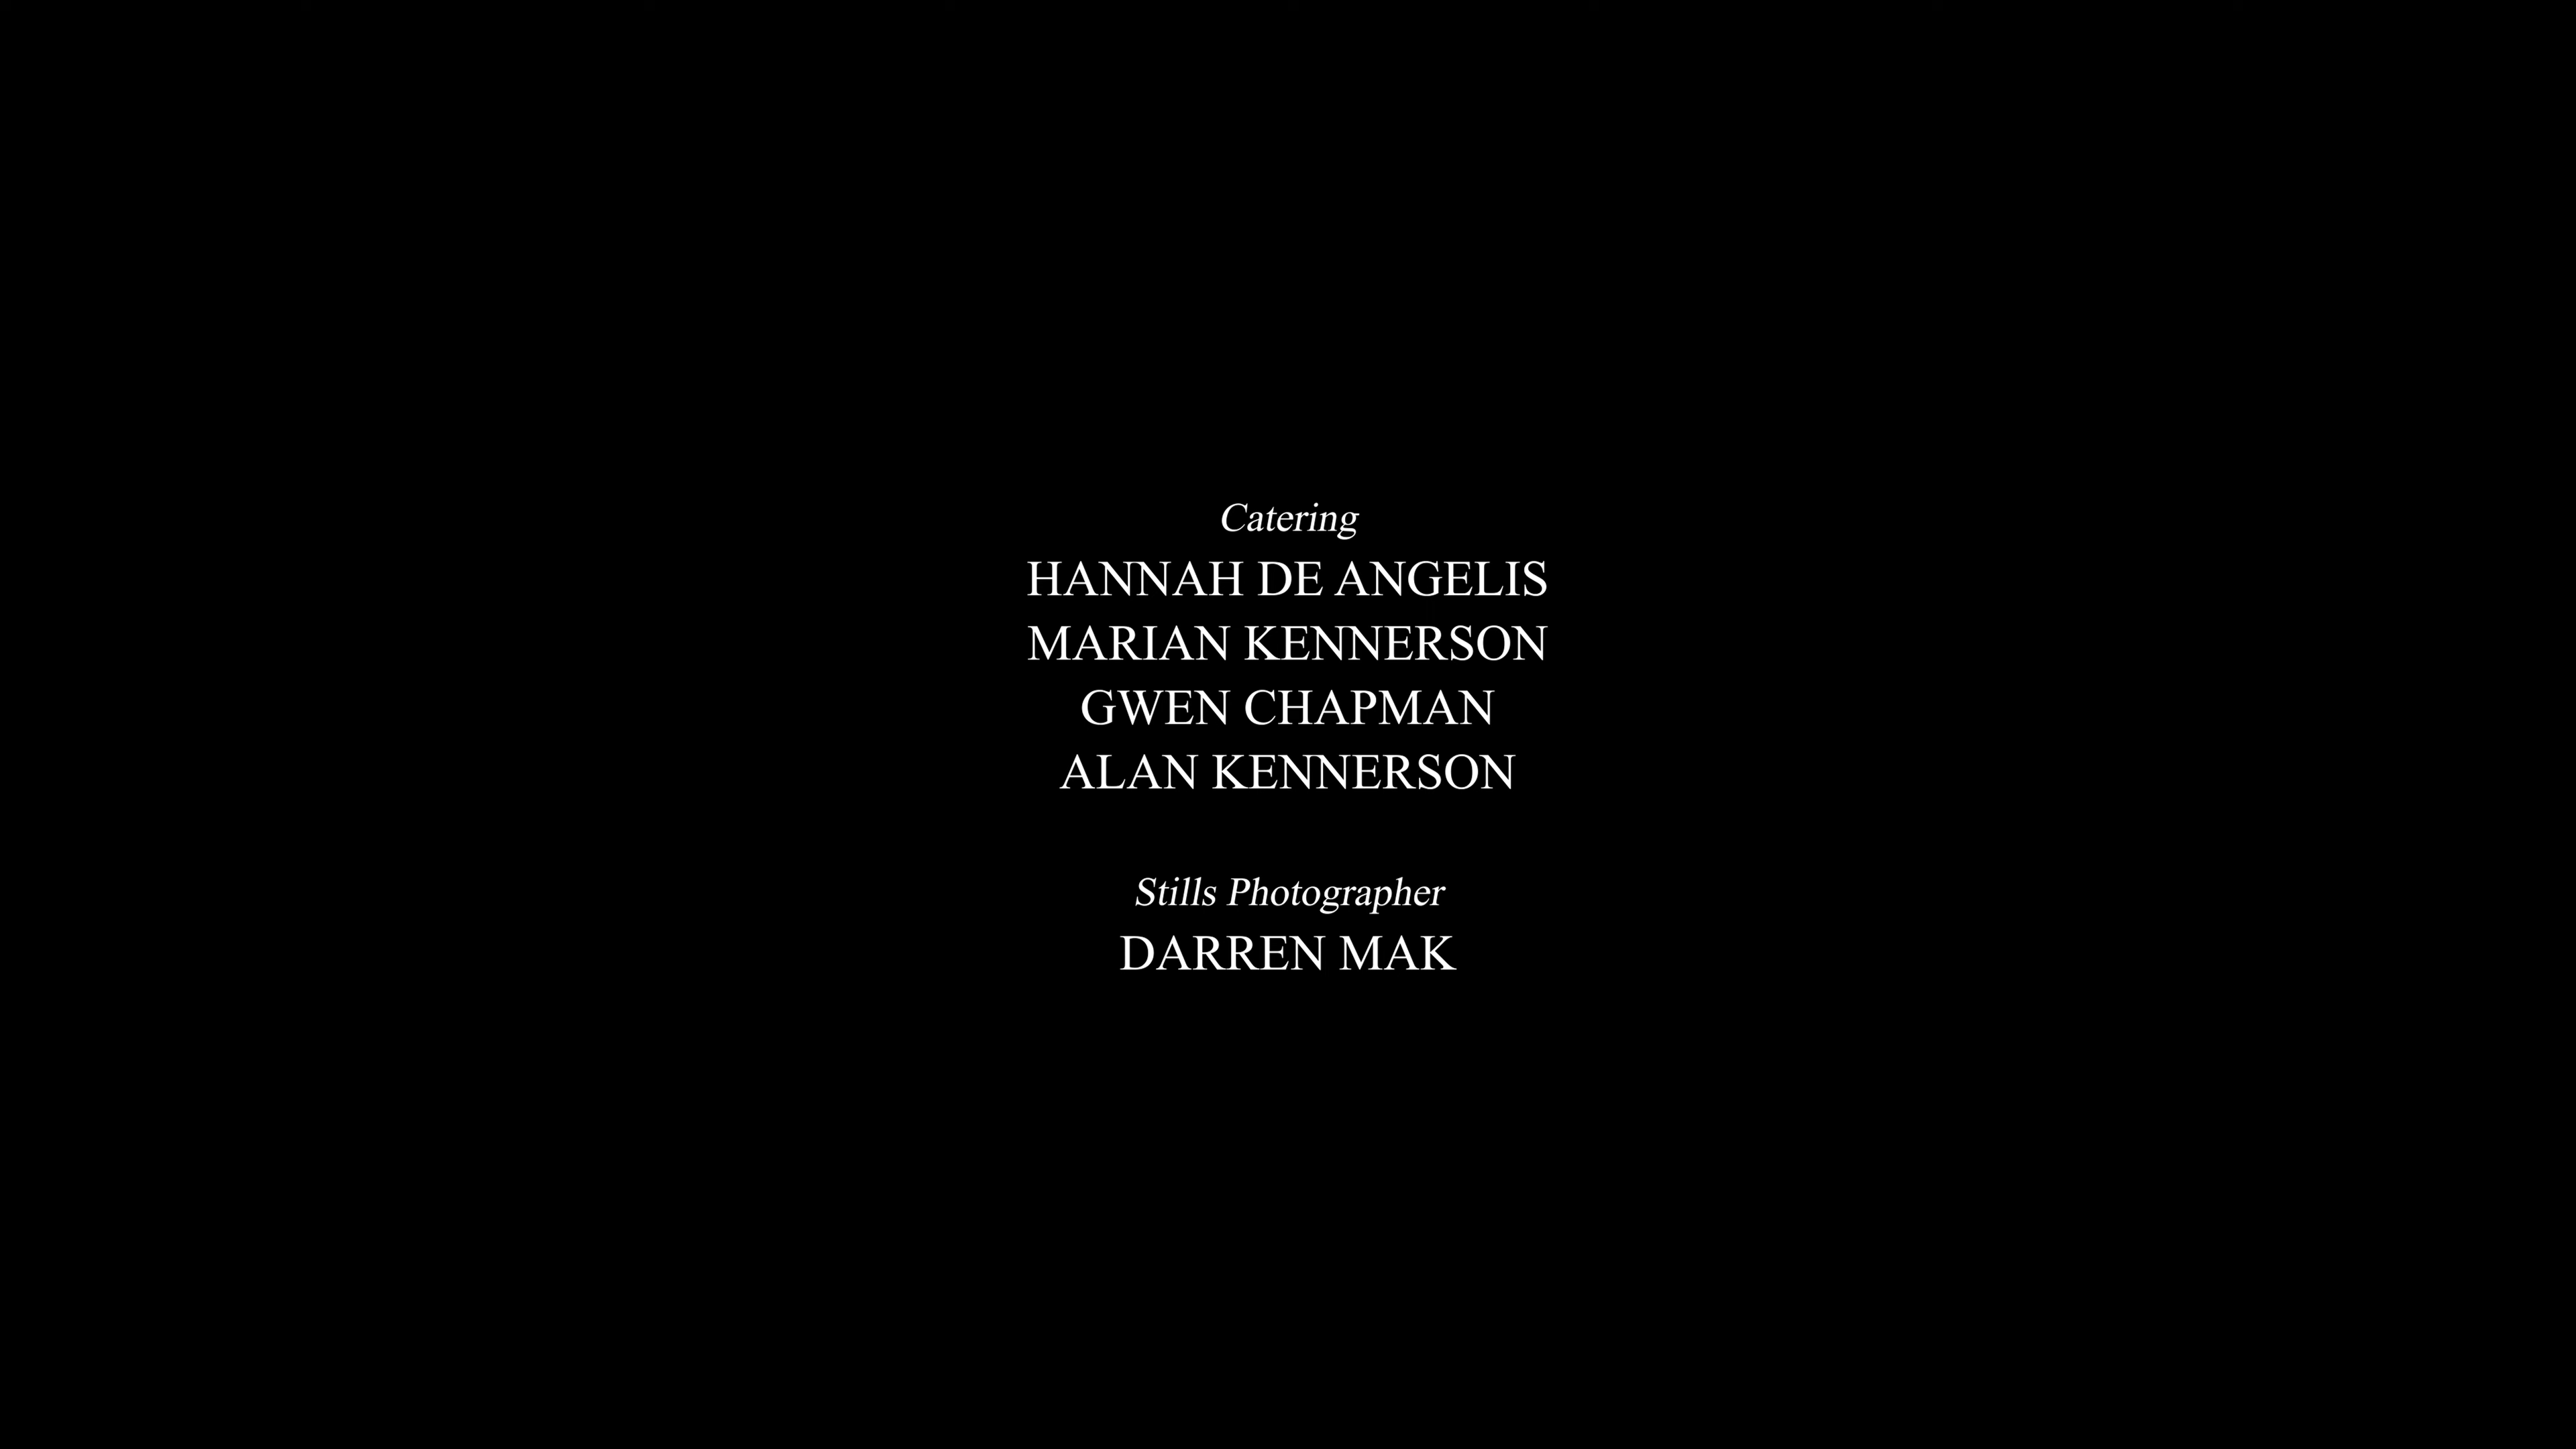 Catering
HANNAH DE ANGELIS
MARIAN KENNERSON
GWEN CHAPMAN
ALAN KENNERSON
Stills Photographer
DARREN MAK